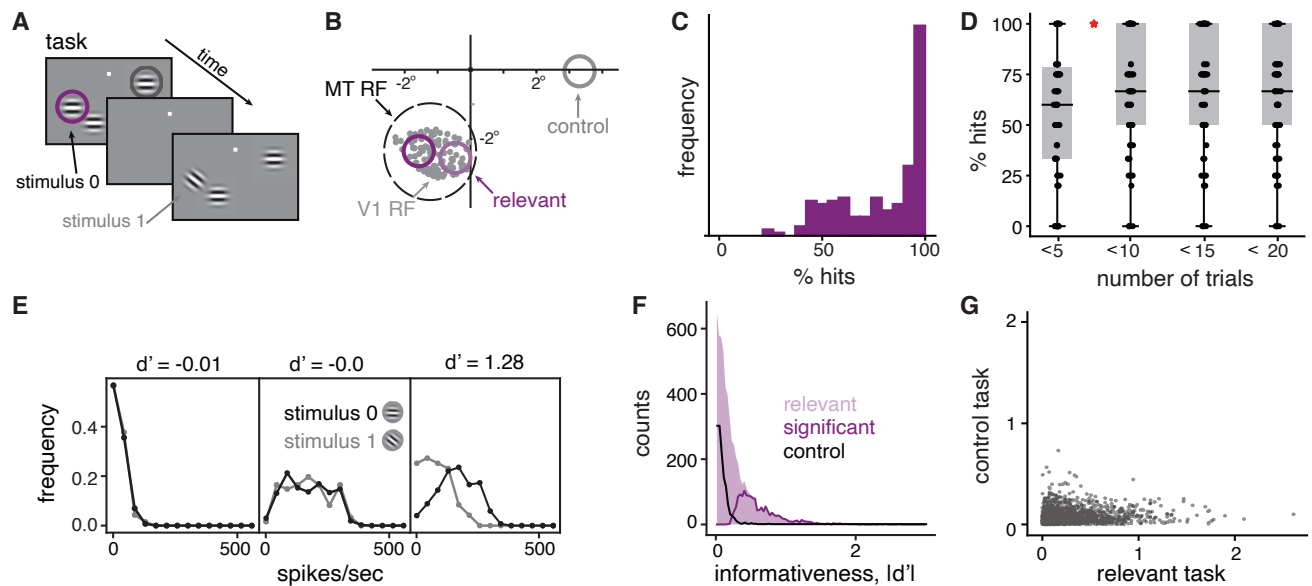 A
task
time
stimulus 0
stimulus 1
B
-2° 2°
MT RF
-2°
control
V1 RF
relevant
C
frequency
0 50 100
% hits
D
100
75
50
25
0
% hits
<5 <10 < 15 < 20
number of trials
E
d' = -0.01 d' = -0.0 d' = 1.28
frequency
0.4
0.2
0.0
stimulus 0
stimulus 1
0 500 0 500 0 500
spikes/sec
F
600
400
200
0
counts
relevant
significant
control
0 2
informativeness, |d'|
G
2
1
0
control task
0 1 2
relevant task